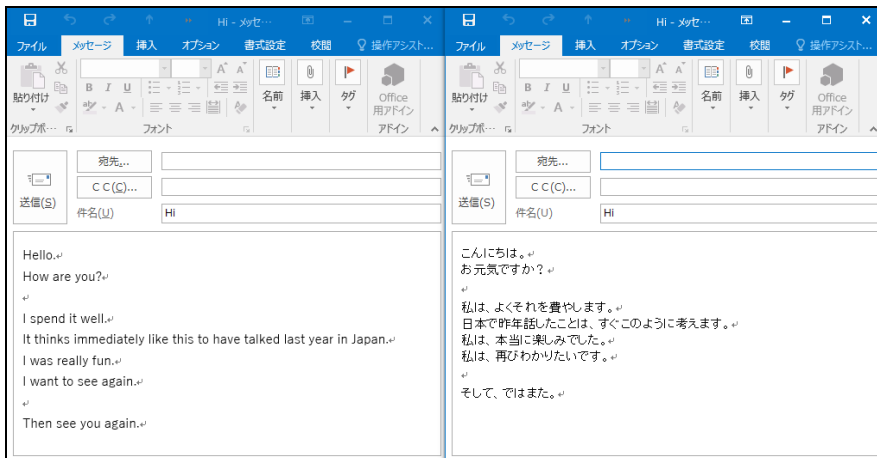 Hi - メッセ…
ファイル メッセージ 挿入 オプション 書式設定 校閲 操作アシスト…
貼り付け
B I U
A A
aby A
名前 挿入 タグ Office
用アドイン
クリップボ… フォント アドイン
宛先...
送信(S)
C C(C)...
件名(U) Hi
Hello.
How are you?
I spend it well.
It thinks immediately like this to have talked last year in Japan.
I was really fun.
I want to see again.
Then see you again.
Hi - メッセ…
ファイル メッセージ 挿入 オプション 書式設定 校閲 操作アシスト…
貼り付け
B I U
A A
aby A
名前 挿入 タグ Office
用アドイン
クリップボ… フォント アドイン
宛先...
送信(S)
C C(C)...
件名(U) Hi
こんにちは。
お元気ですか？
私は、よくそれを費やします。
日本で昨年話したことは、すぐこのように考えます。
私は、本当に楽しみでした。
私は、再びわかりたいです。
そして、ではまた。